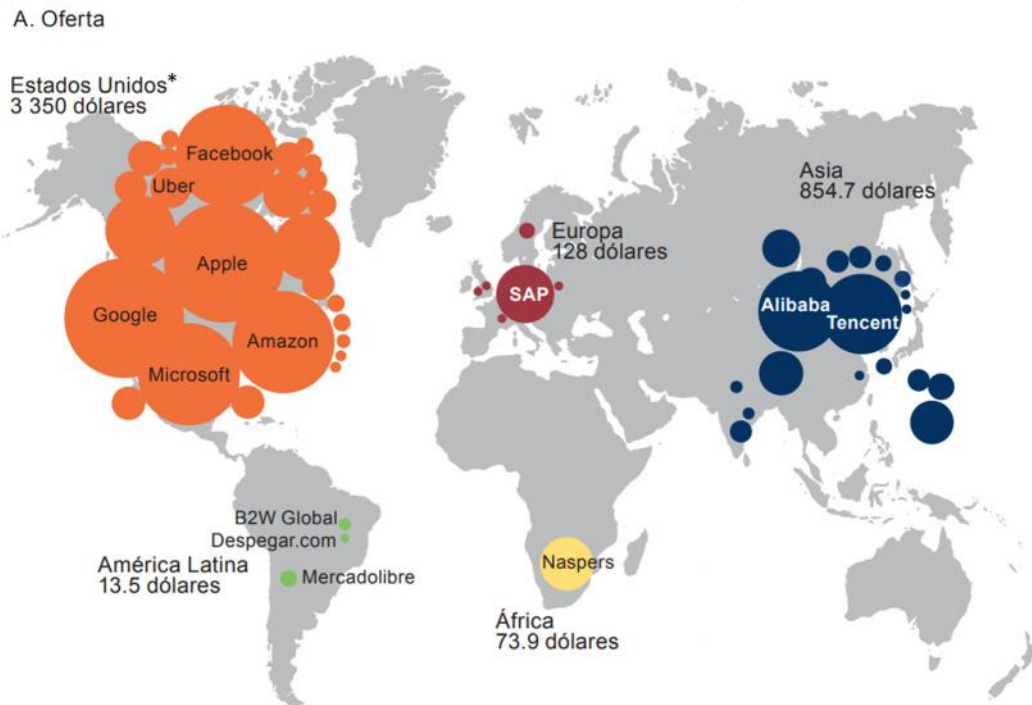 A. Oferta
Estados Unidos*
3 350 dólares
Facebook
Uber
Apple
Google
Amazon
Microsoft
Europa
128 dólares
SAP
Asia
854.7 dólares
Alibaba
Tencent
B2W Global
Despegar.com
América Latina
13.5 dólares
Mercadolibre
Naspers
África
73.9 dólares